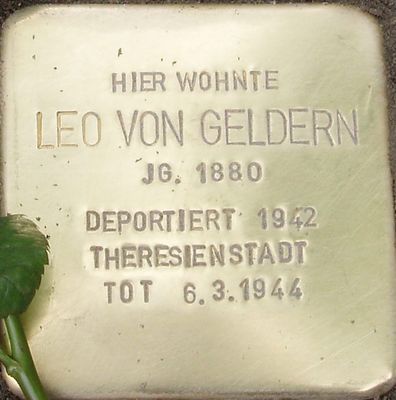 HIER WOHNTE
LEO VON GELDERN
JG. 1880
DEPORTIERT 1942
THERESIENSTADT
TOT 6.3.1944